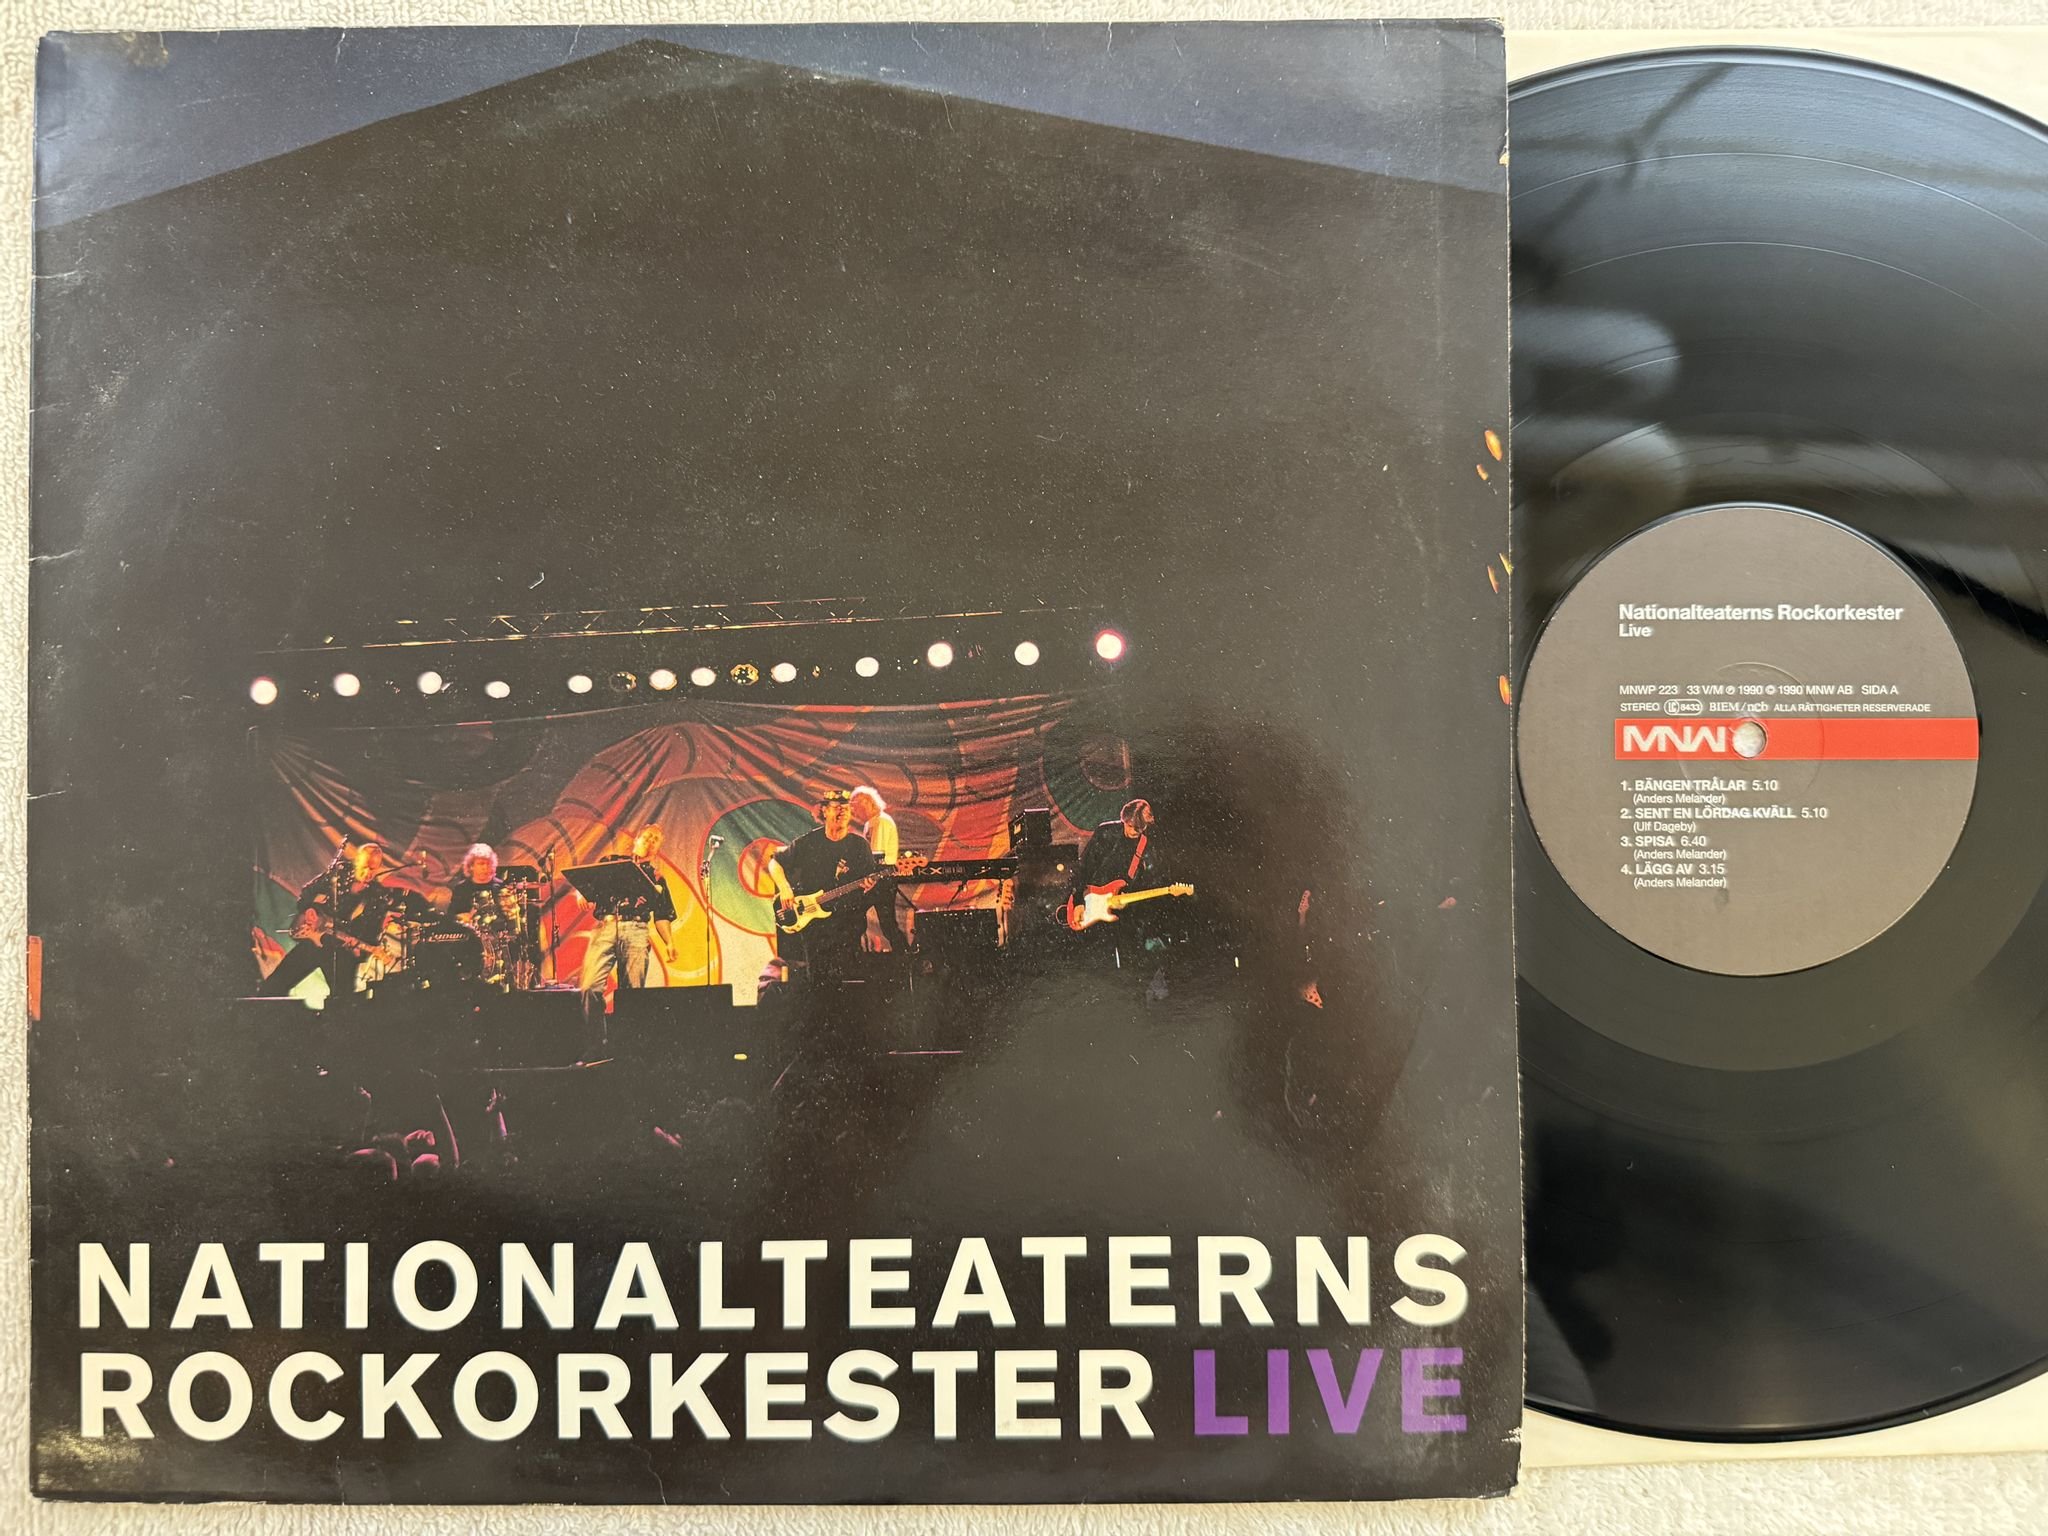 NATIONALTEATERNS
ROCKORKESTER LIVE
Nationalteaterns Rockorkester
Live
MNWP 223 33 V/M ℗ 1990 © 1990 MNW AB SIDA A
STEREO LC 8433 BIEM/ncb ALLA RÄTTIGHETER RESERVERADE
MNW
1. BÄNGEN TRÅLAR 5.10
(Anders Melander)
2. SENT EN LÖRDAG KVÄLL 5.10
(Ulf Dageby)
3. SPISA 6.40
(Anders Melander)
4. LÄGG AV 3.15
(Anders Melander)